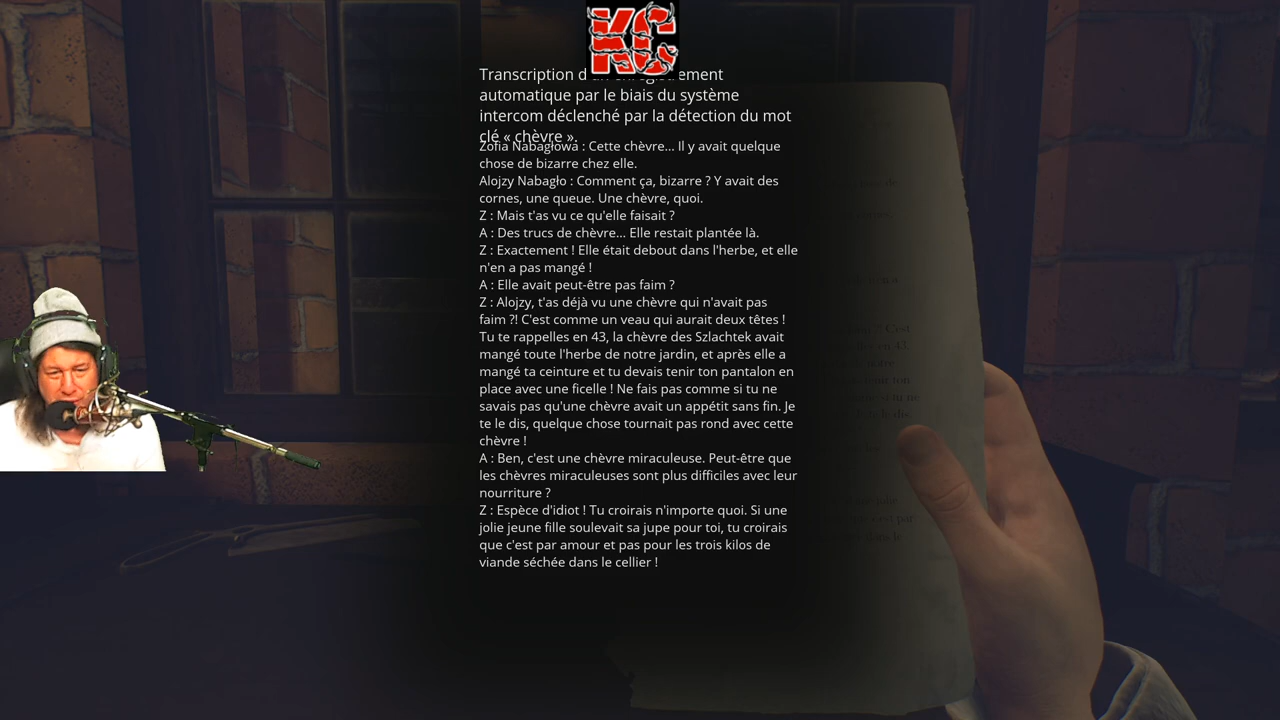 KC
Transcription d'un enregistrement
automatique par le biais du système
intercom déclenché par la détection du mot
clé « chèvre ».
Zofia Nabagłowa : Cette chèvre... Il y avait quelque
chose de bizarre chez elle.
Alojzy Nabagło : Comment ça, bizarre ? Y avait des
cornes, une queue. Une chèvre, quoi.
Z : Mais t'as vu ce qu'elle faisait ?
A : Des trucs de chèvre... Elle restait plantée là.
Z : Exactement ! Elle était debout dans l'herbe, et elle
n'en a pas mangé !
A : Elle avait peut-être pas faim ?
Z : Alojzy, t'as déjà vu une chèvre qui n'avait pas
faim ?! C'est comme un veau qui aurait deux têtes !
Tu te rappelles en 43, la chèvre des Szlachtek avait
mangé toute l'herbe de notre jardin, et après elle a
mangé ta ceinture et tu devais tenir ton pantalon en
place avec une ficelle ! Ne fais pas comme si tu ne
savais pas qu'une chèvre avait un appétit sans fin. Je
te le dis, quelque chose tournait pas rond avec cette
chèvre !
A : Ben, c'est une chèvre miraculeuse. Peut-être que
les chèvres miraculeuses sont plus difficiles avec leur
nourriture ?
Z : Espèce d'idiot ! Tu croirais n'importe quoi. Si une
jolie jeune fille soulevait sa jupe pour toi, tu croirais
que c'est par amour et pas pour les trois kilos de
viande séchée dans le cellier !